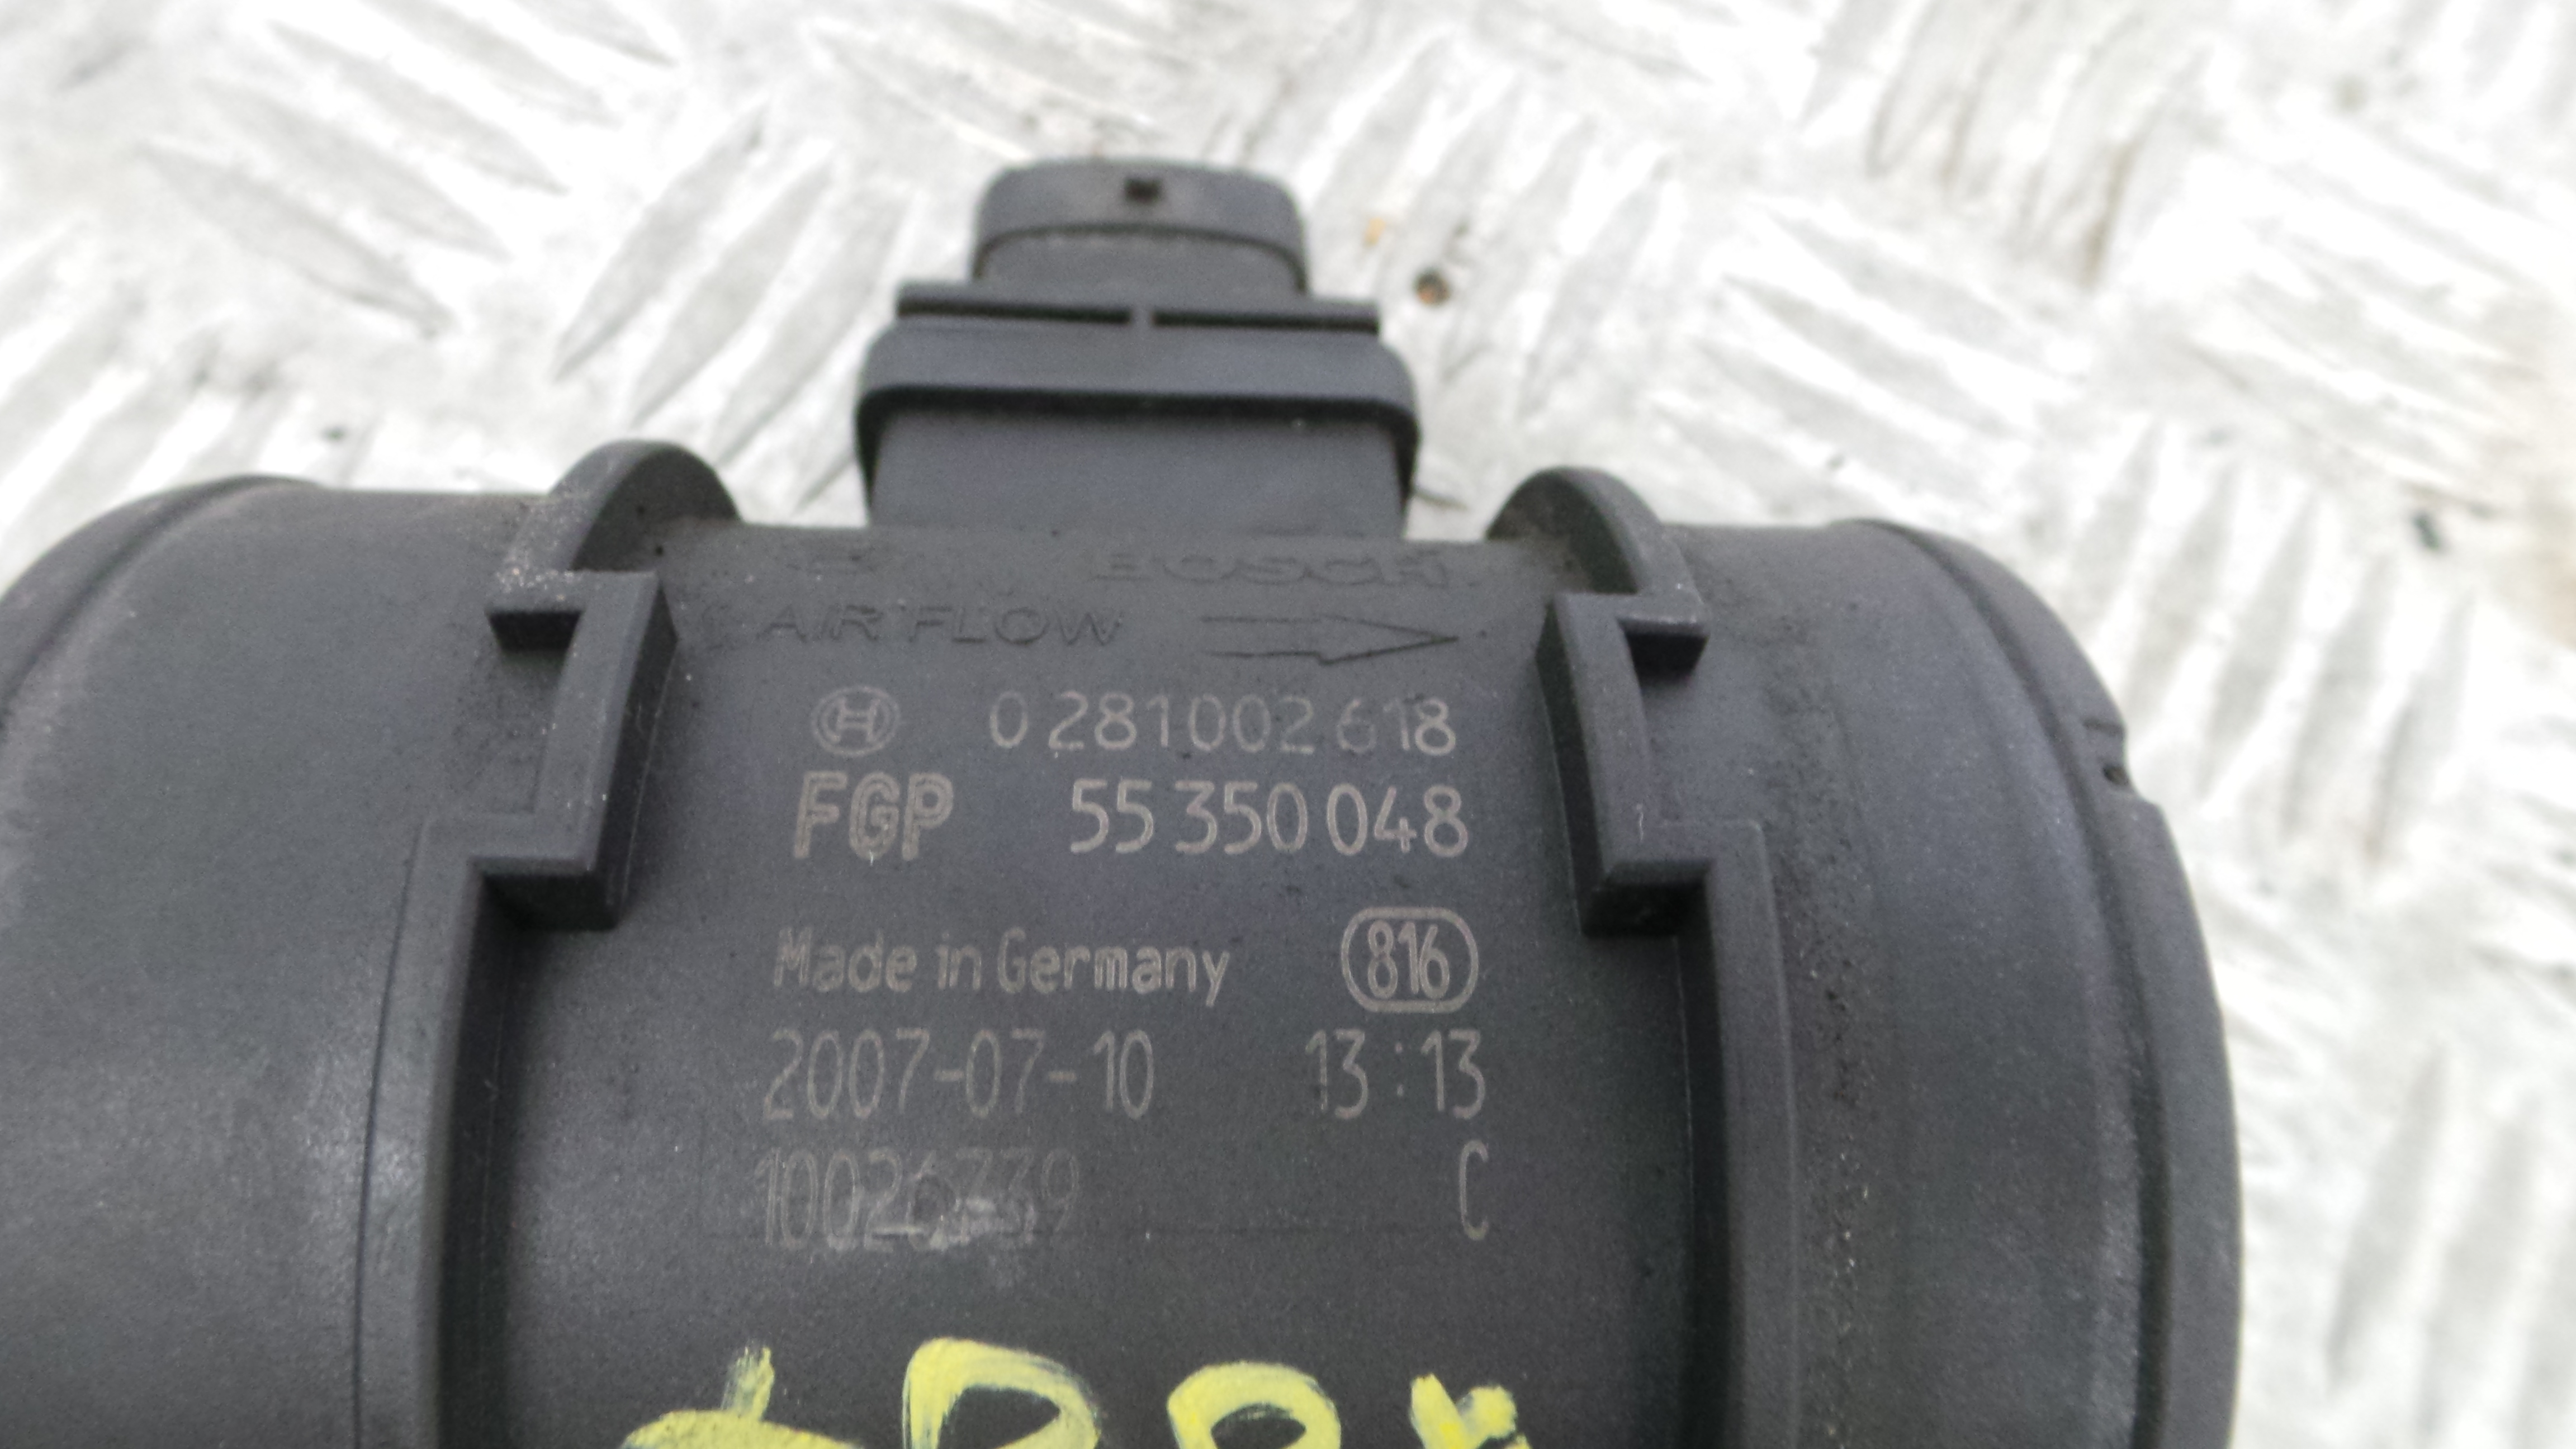 BOSCH
AIR FLOW
0 281 002 618
FGP 55 350 048
Made in Germany 816
2007-07-10 13:13
10026339 C